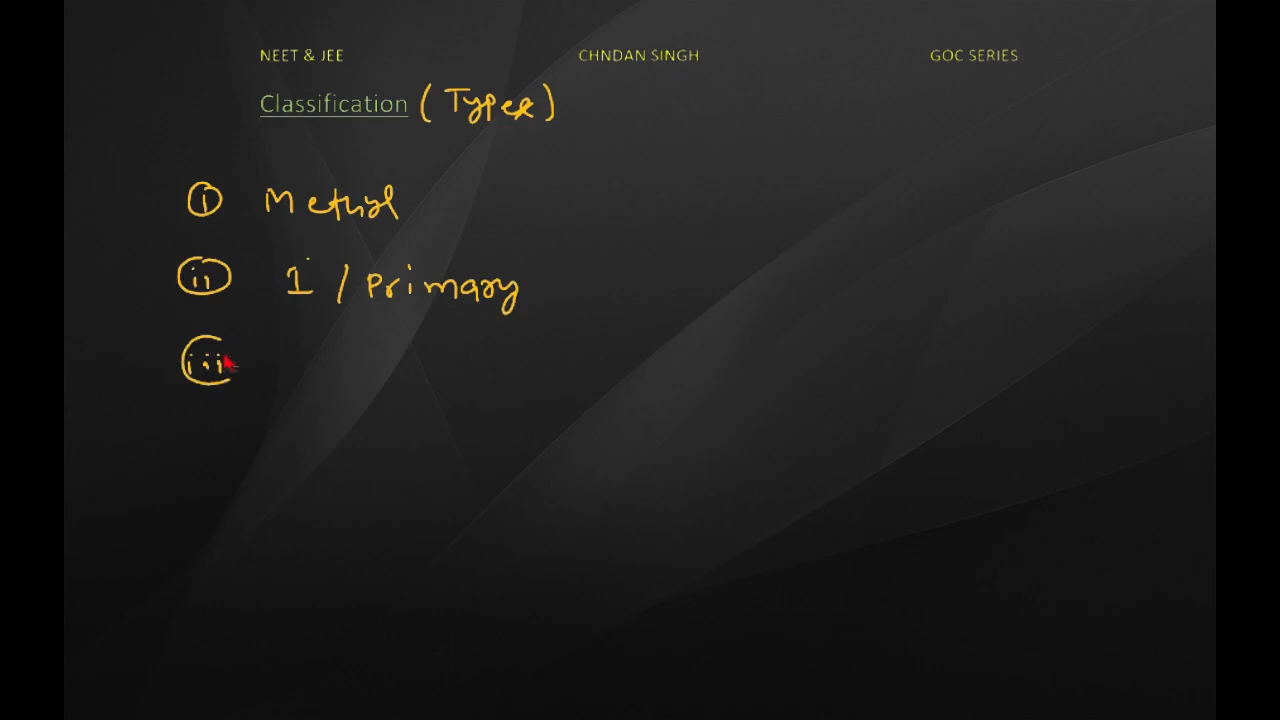 NEET & JEE CHNDAN SINGH GOC SERIES
Classification (Types)
(i) Methyl
(ii) 1° / Primary
(iii)